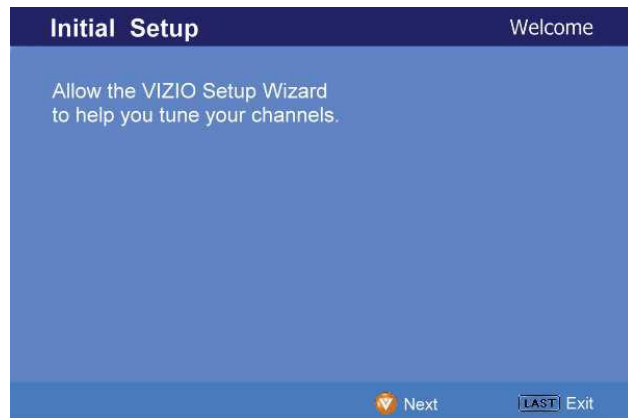 Initial Setup
Welcome
Allow the VIZIO Setup Wizard
to help you tune your channels.
V Next
LAST Exit